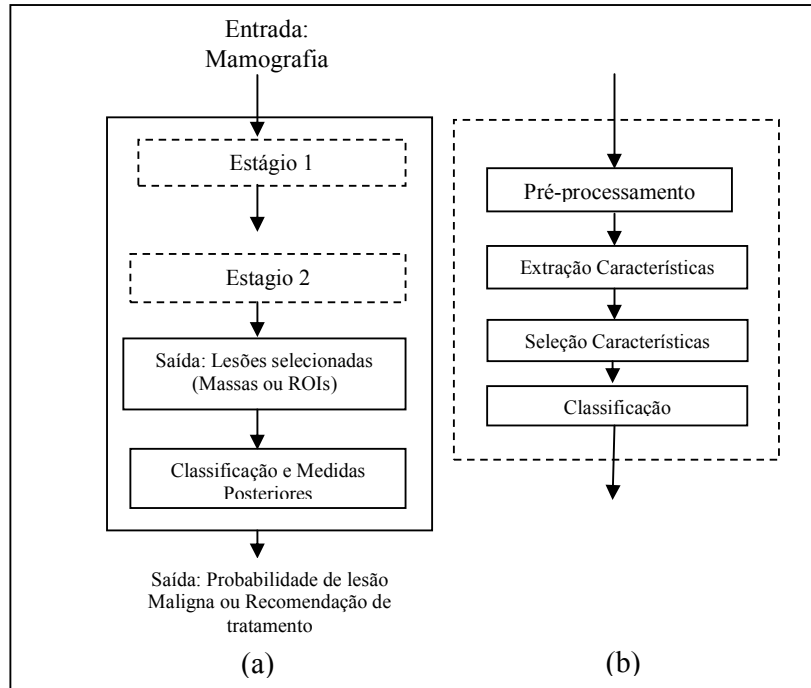 Entrada:
Mamografia
Estágio 1
Estagio 2
Saída: Lesões selecionadas
(Massas ou ROIs)
Classificação e Medidas
Posteriores
Saída: Probabilidade de lesão
Maligna ou Recomendação de
tratamento
(a)
Pré-processamento
Extração Características
Seleção Características
Classificação
(b)